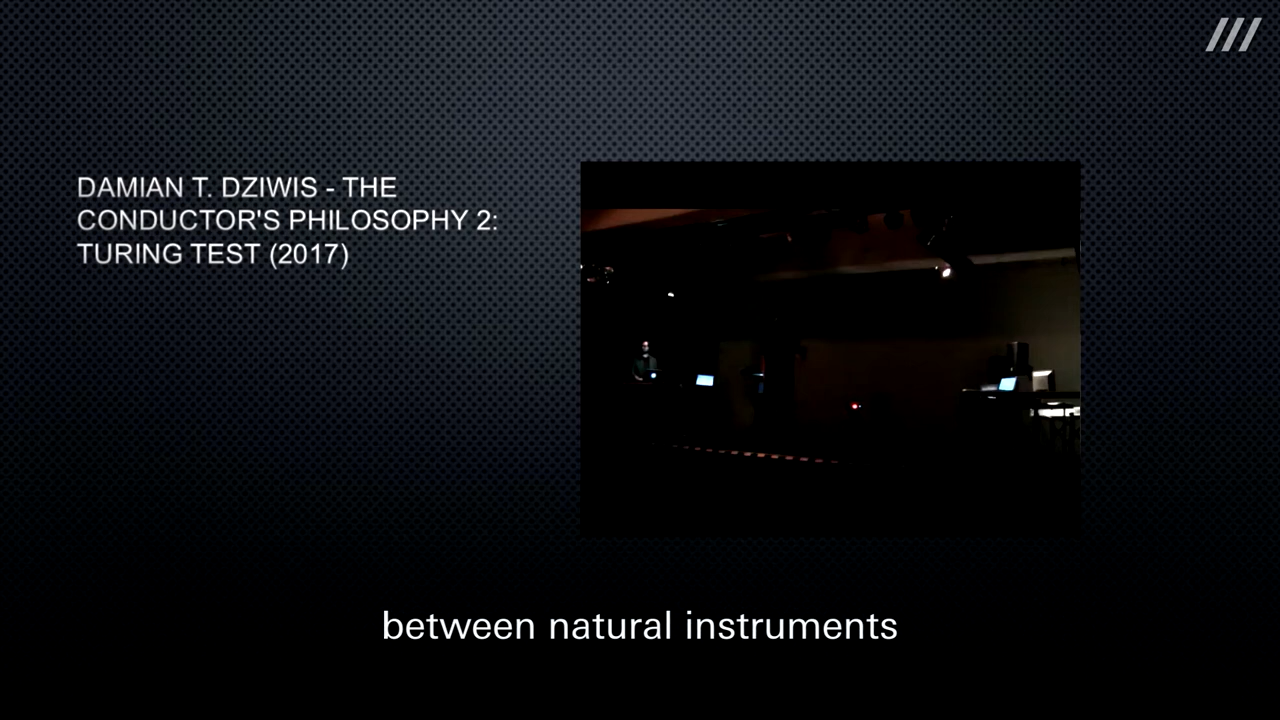 DAMIAN T. DZIWIS - THE
CONDUCTOR'S PHILOSOPHY 2:
TURING TEST (2017)
between natural instruments